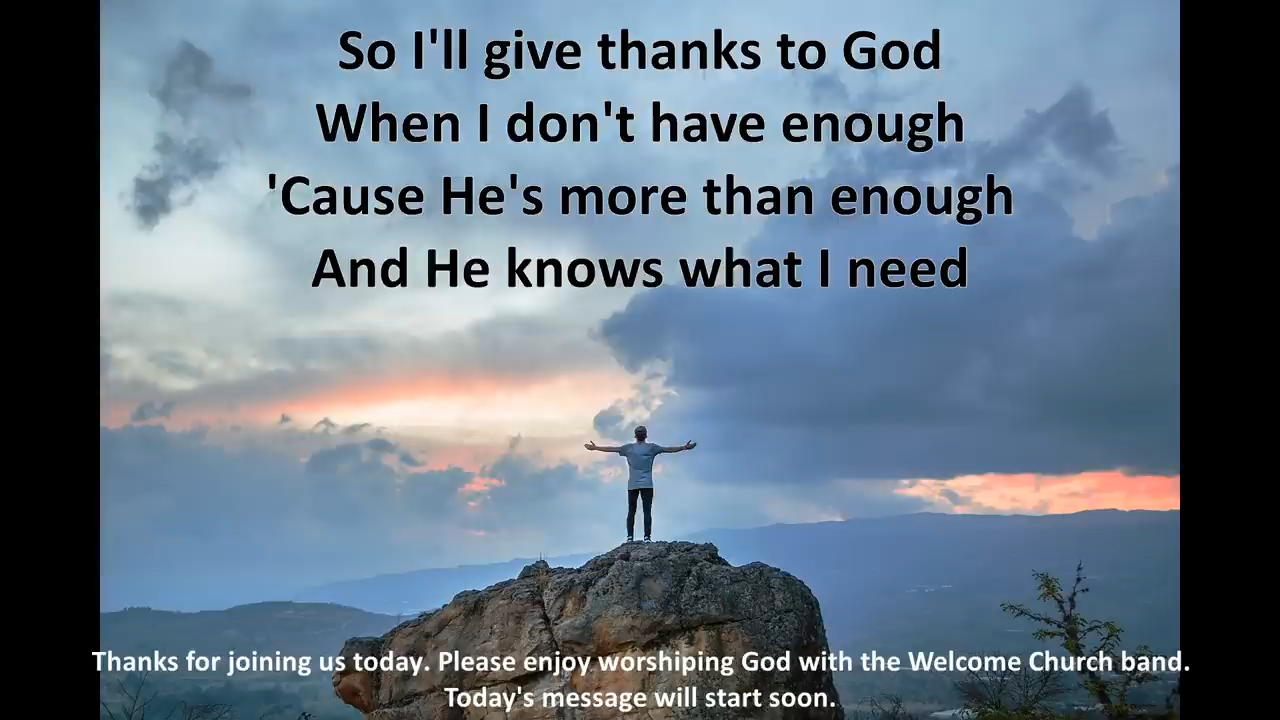 So I'll give thanks to God
When I don't have enough
'Cause He's more than enough
And He knows what I need
Thanks for joining us today. Please enjoy worshiping God with the Welcome Church band.
Today's message will start soon.